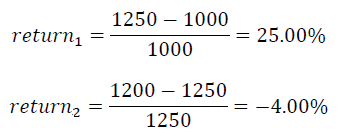 return₁ = (1250 − 1000) / 1000 = 25.00%
return₂ = (1200 − 1250) / 1250 = −4.00%